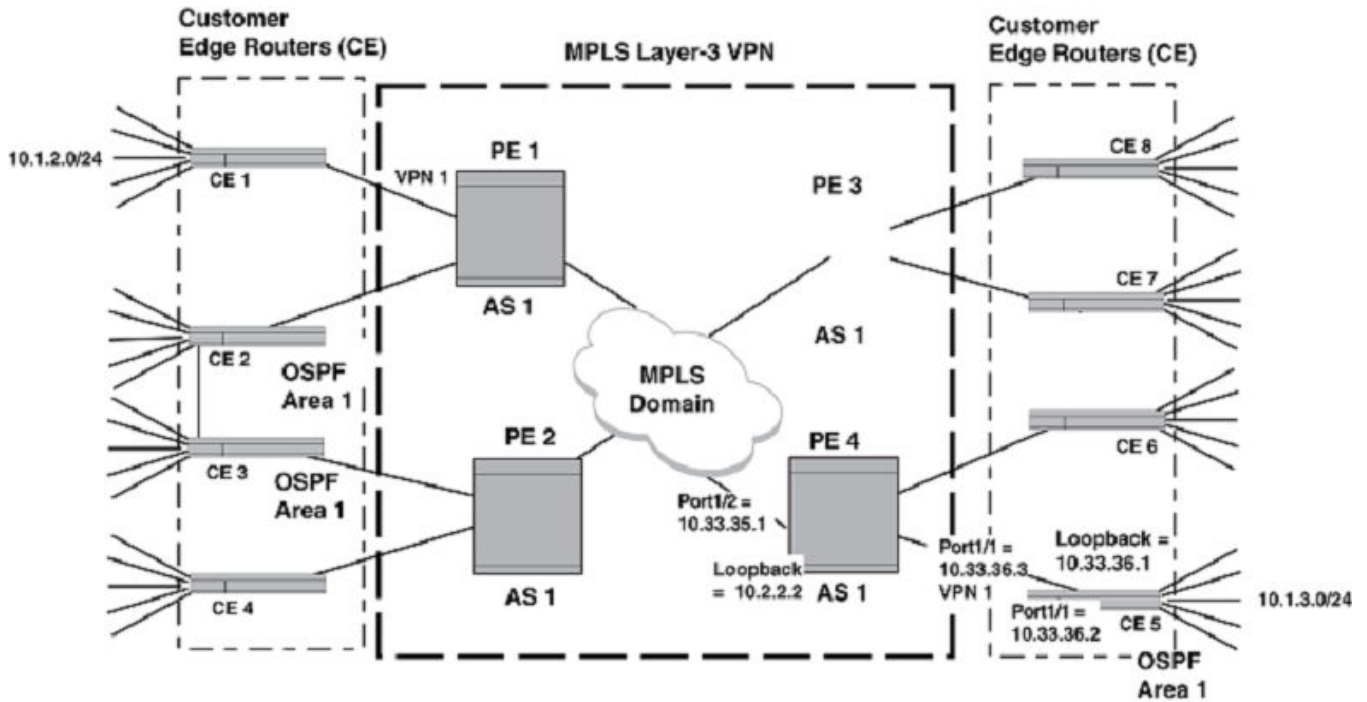 Customer
Edge Routers (CE)
MPLS Layer-3 VPN
Customer
Edge Routers (CE)
10.1.2.0/24
CE 1
VPN 1
PE 1
AS 1
PE 3
CE 8
CE 2
OSPF
Area 1
MPLS
Domain
AS 1
CE 7
CE 3
OSPF
Area 1
PE 2
AS 1
PE 4
CE 6
Port1/2 =
10.33.35.1
Loopback
= 10.2.2.2
AS 1
Port1/1 =
10.33.36.3
VPN 1
Loopback =
10.33.36.1
CE 4
Port1/1 =
10.33.36.2
CE 5
10.1.3.0/24
OSPF
Area 1